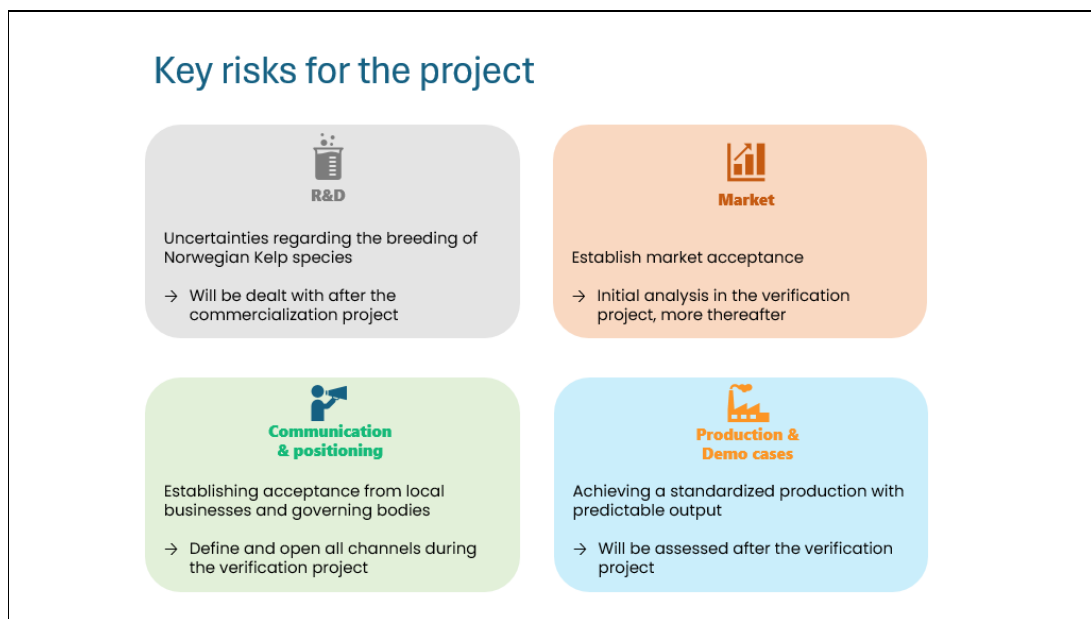 Key risks for the project
R&D
Uncertainties regarding the breeding of
Norwegian Kelp species
→ Will be dealt with after the
commercialization project
Market
Establish market acceptance
→ Initial analysis in the verification
project, more thereafter
Communication
& positioning
Establishing acceptance from local
businesses and governing bodies
→ Define and open all channels during
the verification project
Production &
Demo cases
Achieving a standardized production with
predictable output
→ Will be assessed after the verification
project